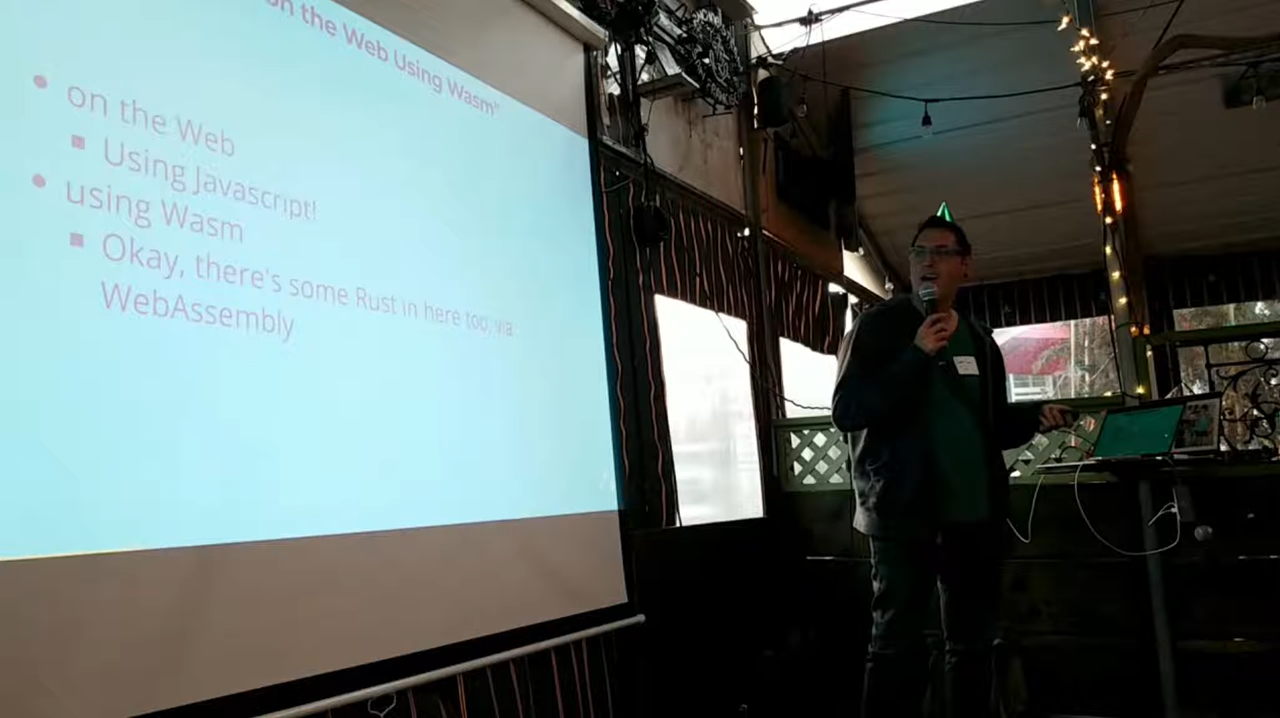 on the Web Using Wasm"
on the Web
Using Javascript!
using Wasm
Okay, there's some Rust in here too, via
WebAssembly